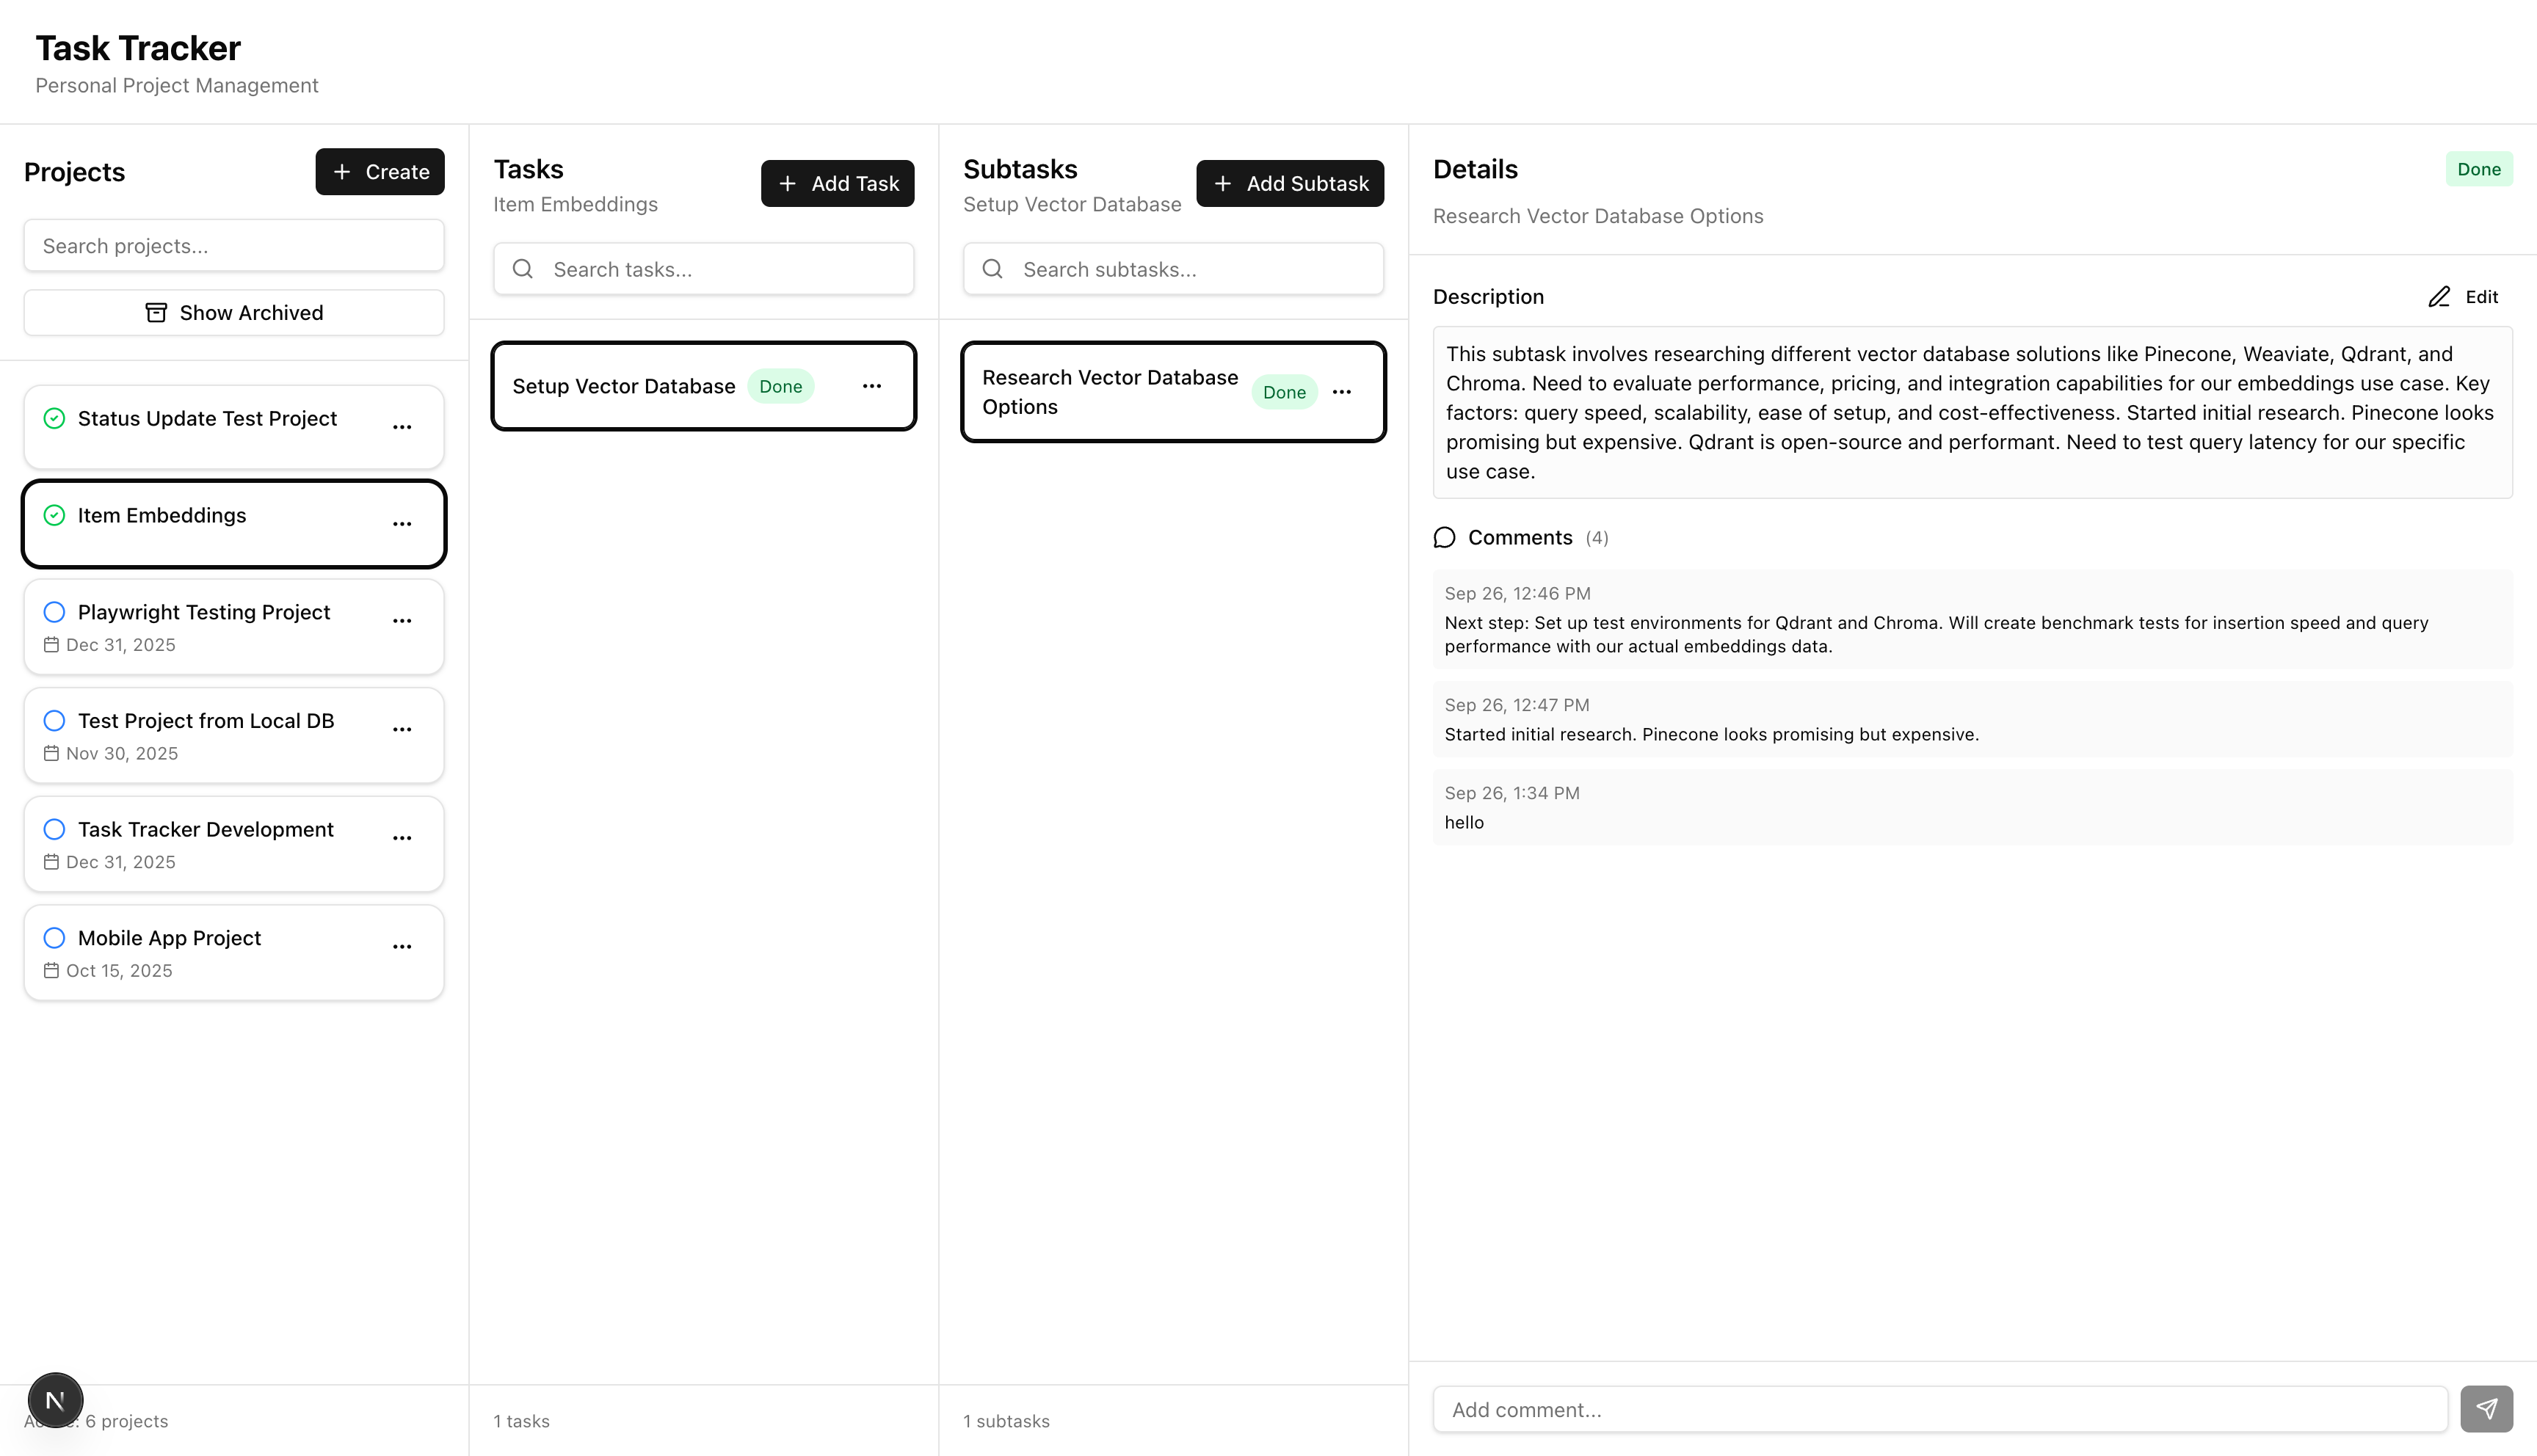 Task Tracker
Personal Project Management
Projects
+ Create
Search projects...
Show Archived
Status Update Test Project
Item Embeddings
Playwright Testing Project
Dec 31, 2025
Test Project from Local DB
Nov 30, 2025
Task Tracker Development
Dec 31, 2025
Mobile App Project
Oct 15, 2025
N
6 projects
Tasks
Item Embeddings
+ Add Task
Search tasks...
Setup Vector Database Done
1 tasks
Subtasks
Setup Vector Database
+ Add Subtask
Search subtasks...
Research Vector Database
Options
Done
1 subtasks
Details
Done
Research Vector Database Options
Description
Edit
This subtask involves researching different vector database solutions like Pinecone, Weaviate, Qdrant, and
Chroma. Need to evaluate performance, pricing, and integration capabilities for our embeddings use case. Key
factors: query speed, scalability, ease of setup, and cost-effectiveness. Started initial research. Pinecone looks
promising but expensive. Qdrant is open-source and performant. Need to test query latency for our specific
use case.
Comments (4)
Sep 26, 12:46 PM
Next step: Set up test environments for Qdrant and Chroma. Will create benchmark tests for insertion speed and query
performance with our actual embeddings data.
Sep 26, 12:47 PM
Started initial research. Pinecone looks promising but expensive.
Sep 26, 1:34 PM
hello
Add comment...